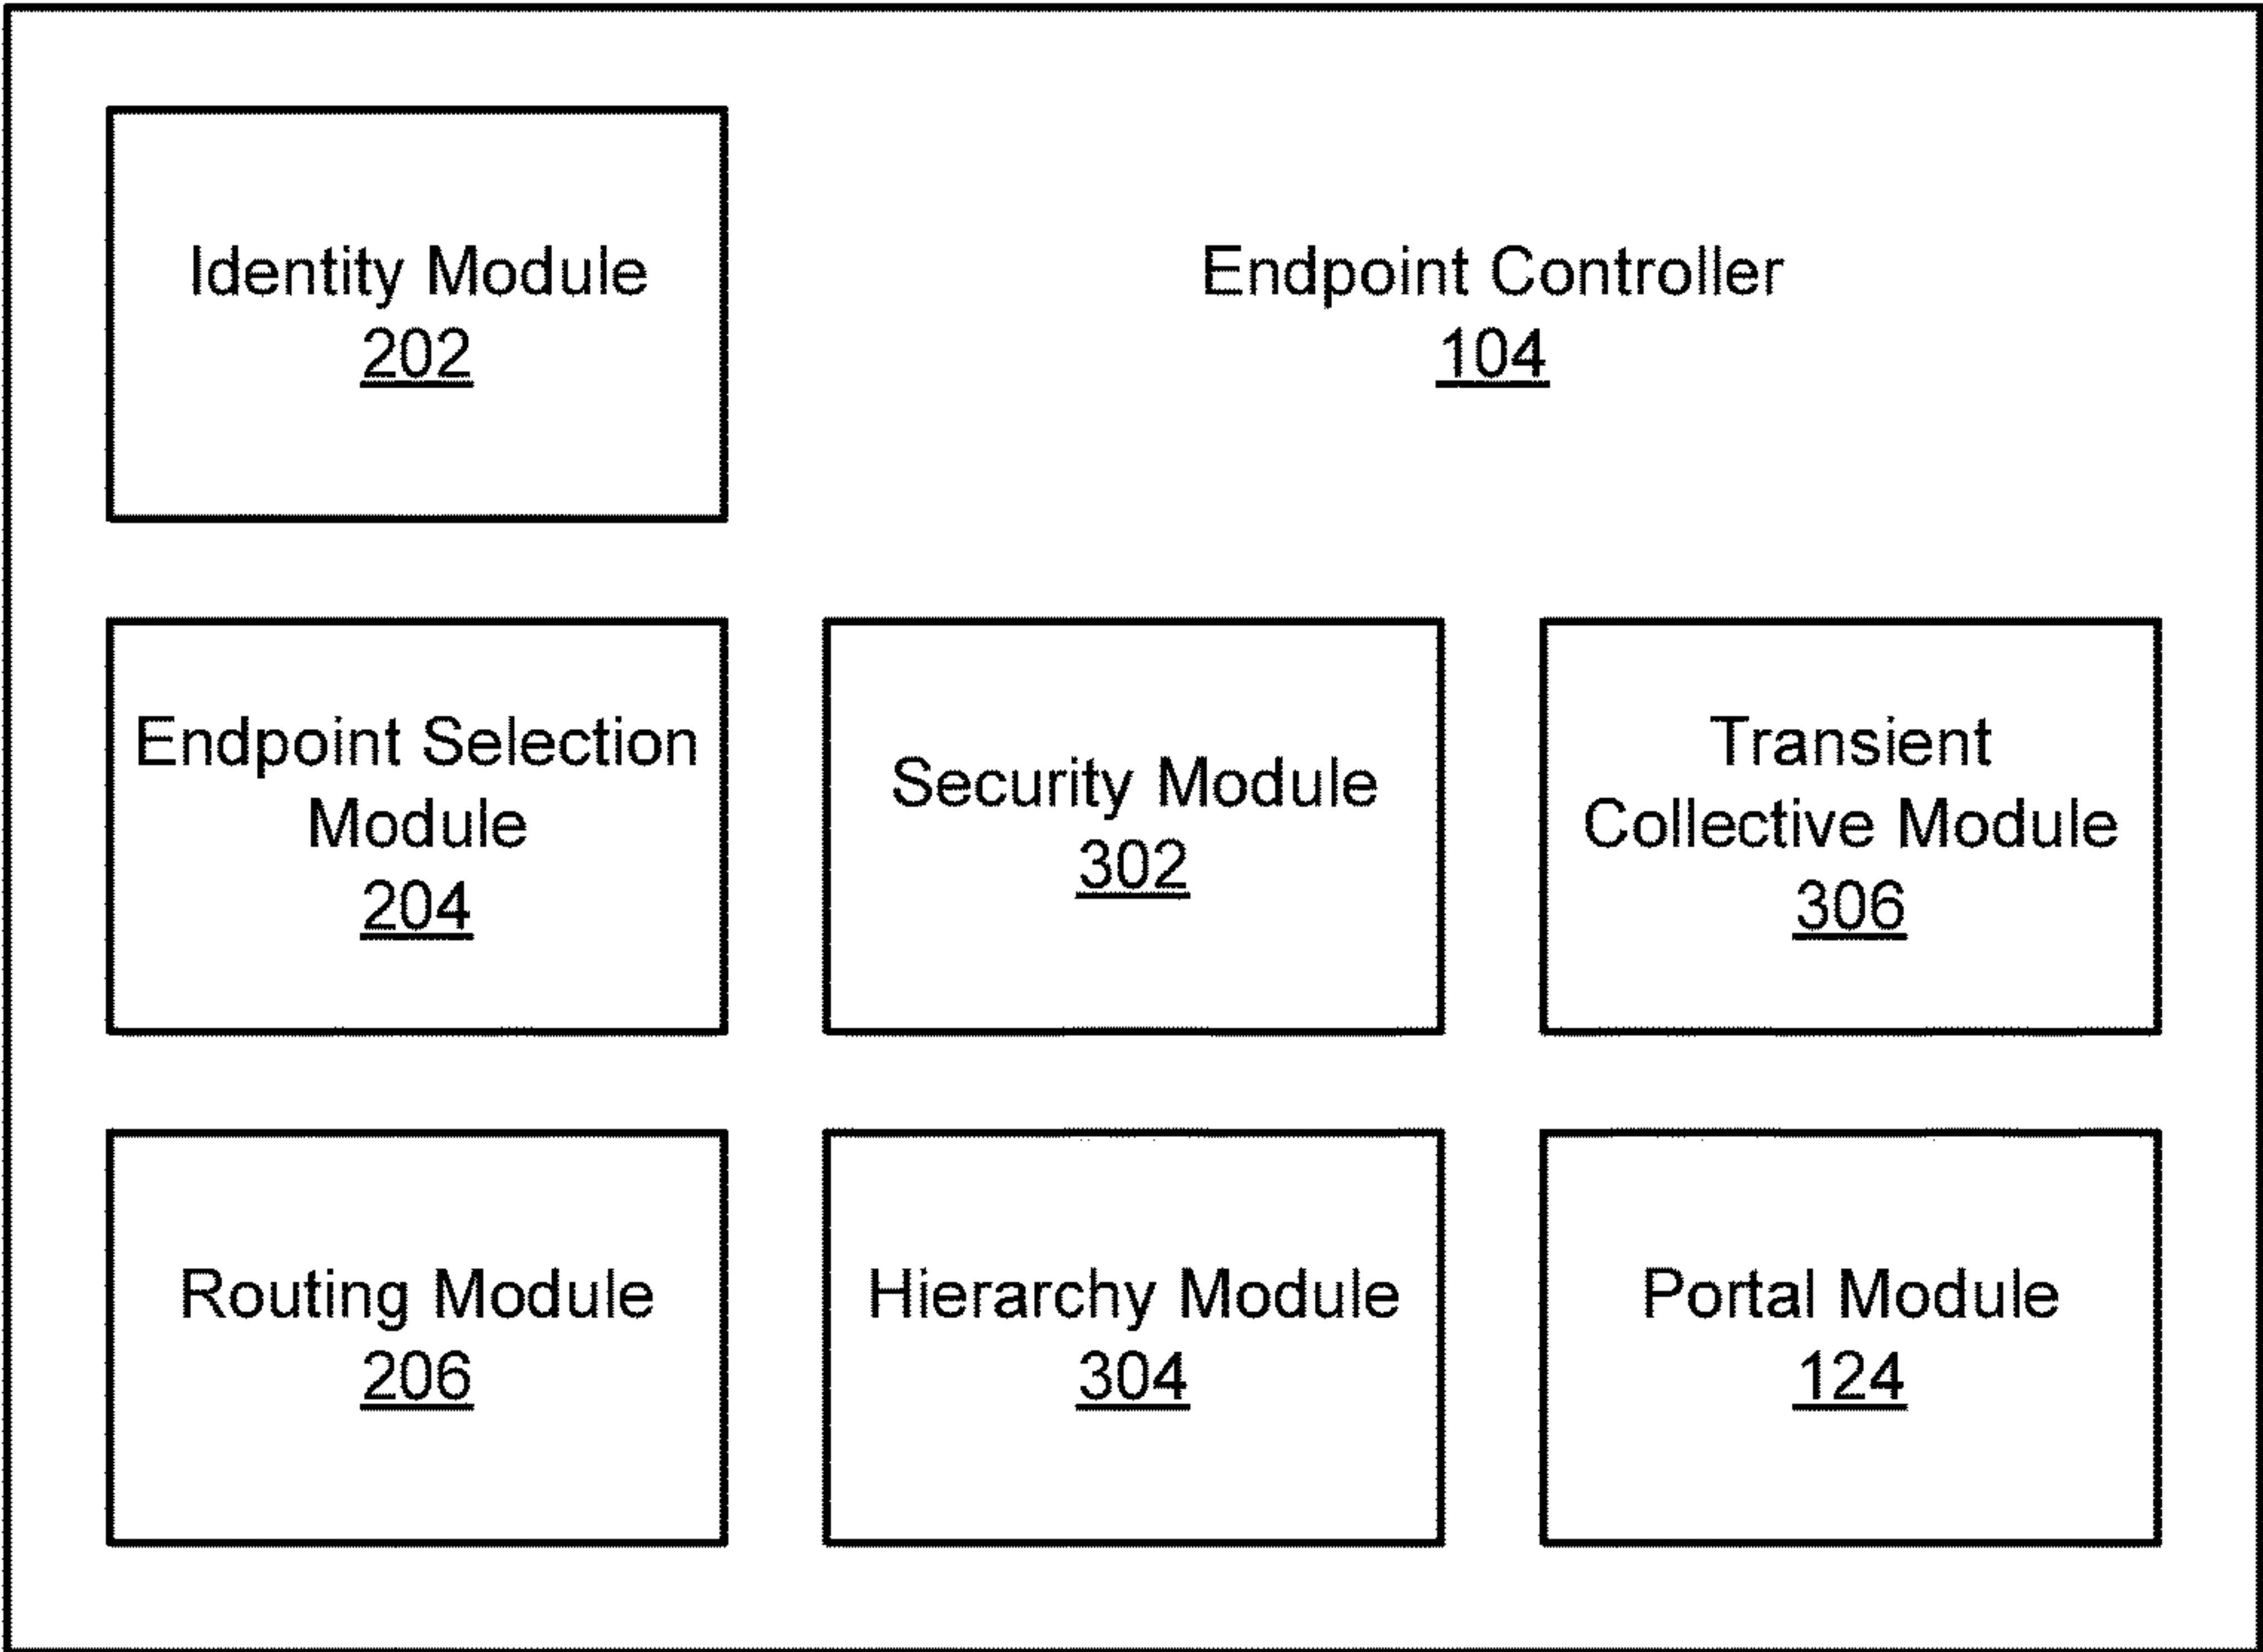 Identity Module
202
Endpoint Controller
104
Endpoint Selection
Module
204
Security Module
302
Transient
Collective Module
306
Routing Module
206
Hierarchy Module
304
Portal Module
124